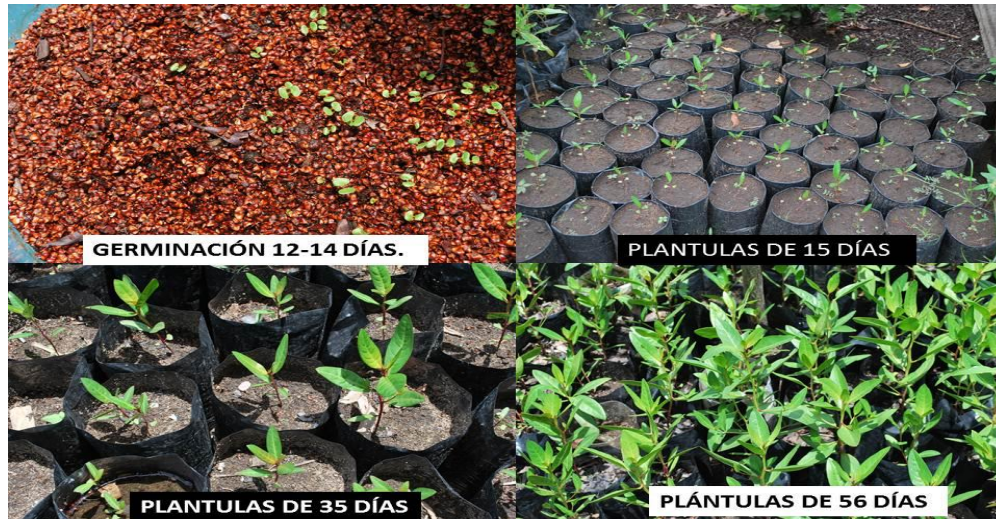 GERMINACIÓN 12-14 DÍAS.
PLANTULAS DE 15 DÍAS
PLANTULAS DE 35 DÍAS
PLÁNTULAS DE 56 DÍAS